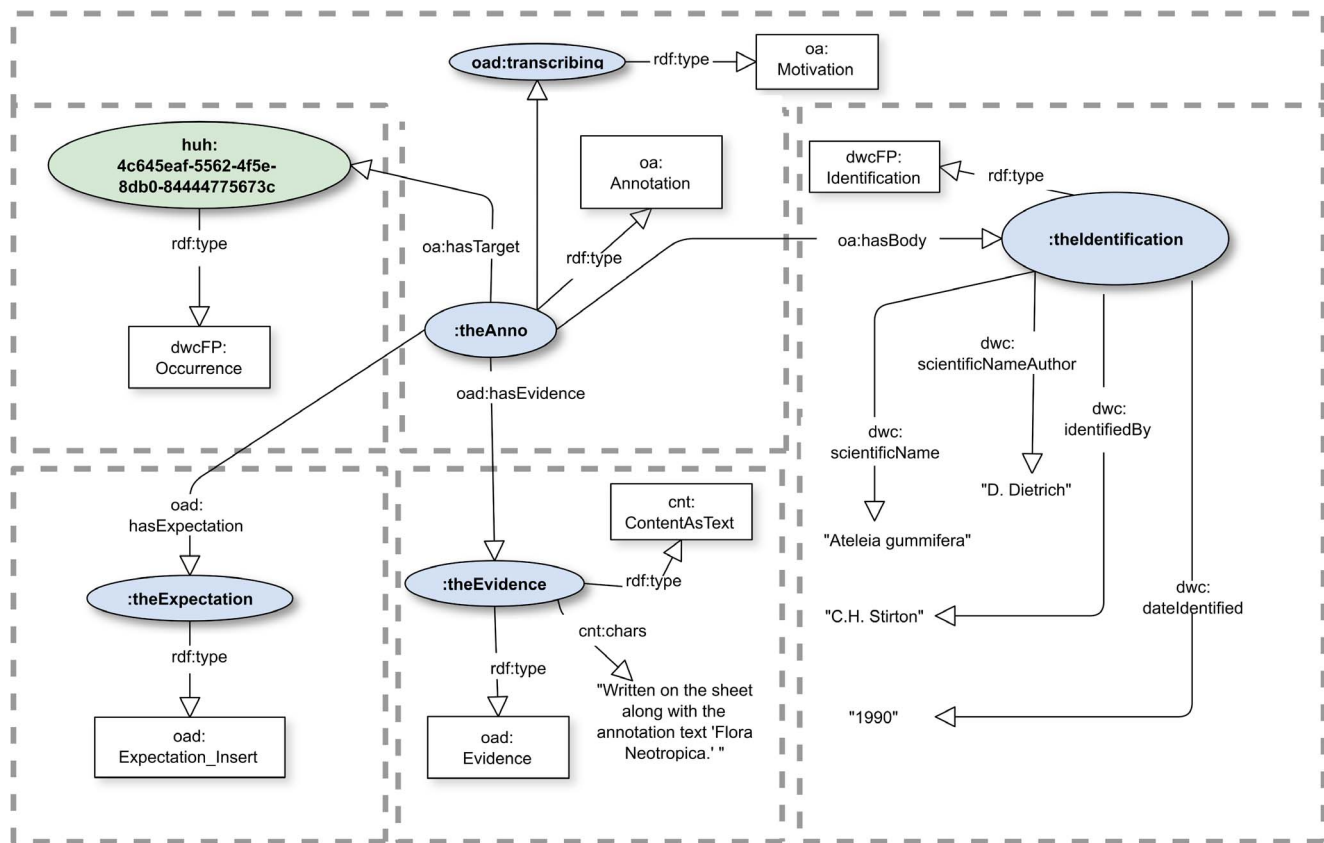 oad:transcribing
rdf:type
oa:
Motivation
huh:
4c645eaf-5562-4f5e-
8db0-84444775673c
rdf:type
dwcFP:
Occurrence
oa:hasTarget
oa:
Annotation
rdf:type
:theAnno
oa:hasBody
dwcFP:
Identification
rdf:type
:theIdentification
dwc:
scientificNameAuthor
dwc:
identifiedBy
dwc:
scientificName
"D. Dietrich"
"Ateleia gummifera"
dwc:
dateIdentified
"C.H. Stirton"
"1990"
oad:hasEvidence
oad:
hasExpectation
:theExpectation
rdf:type
oad:
Expectation_Insert
cnt:
ContentAsText
:theEvidence
rdf:type
cnt:chars
rdf:type
"Written on the sheet
along with the
annotation text 'Flora
Neotropica.' "
oad:
Evidence